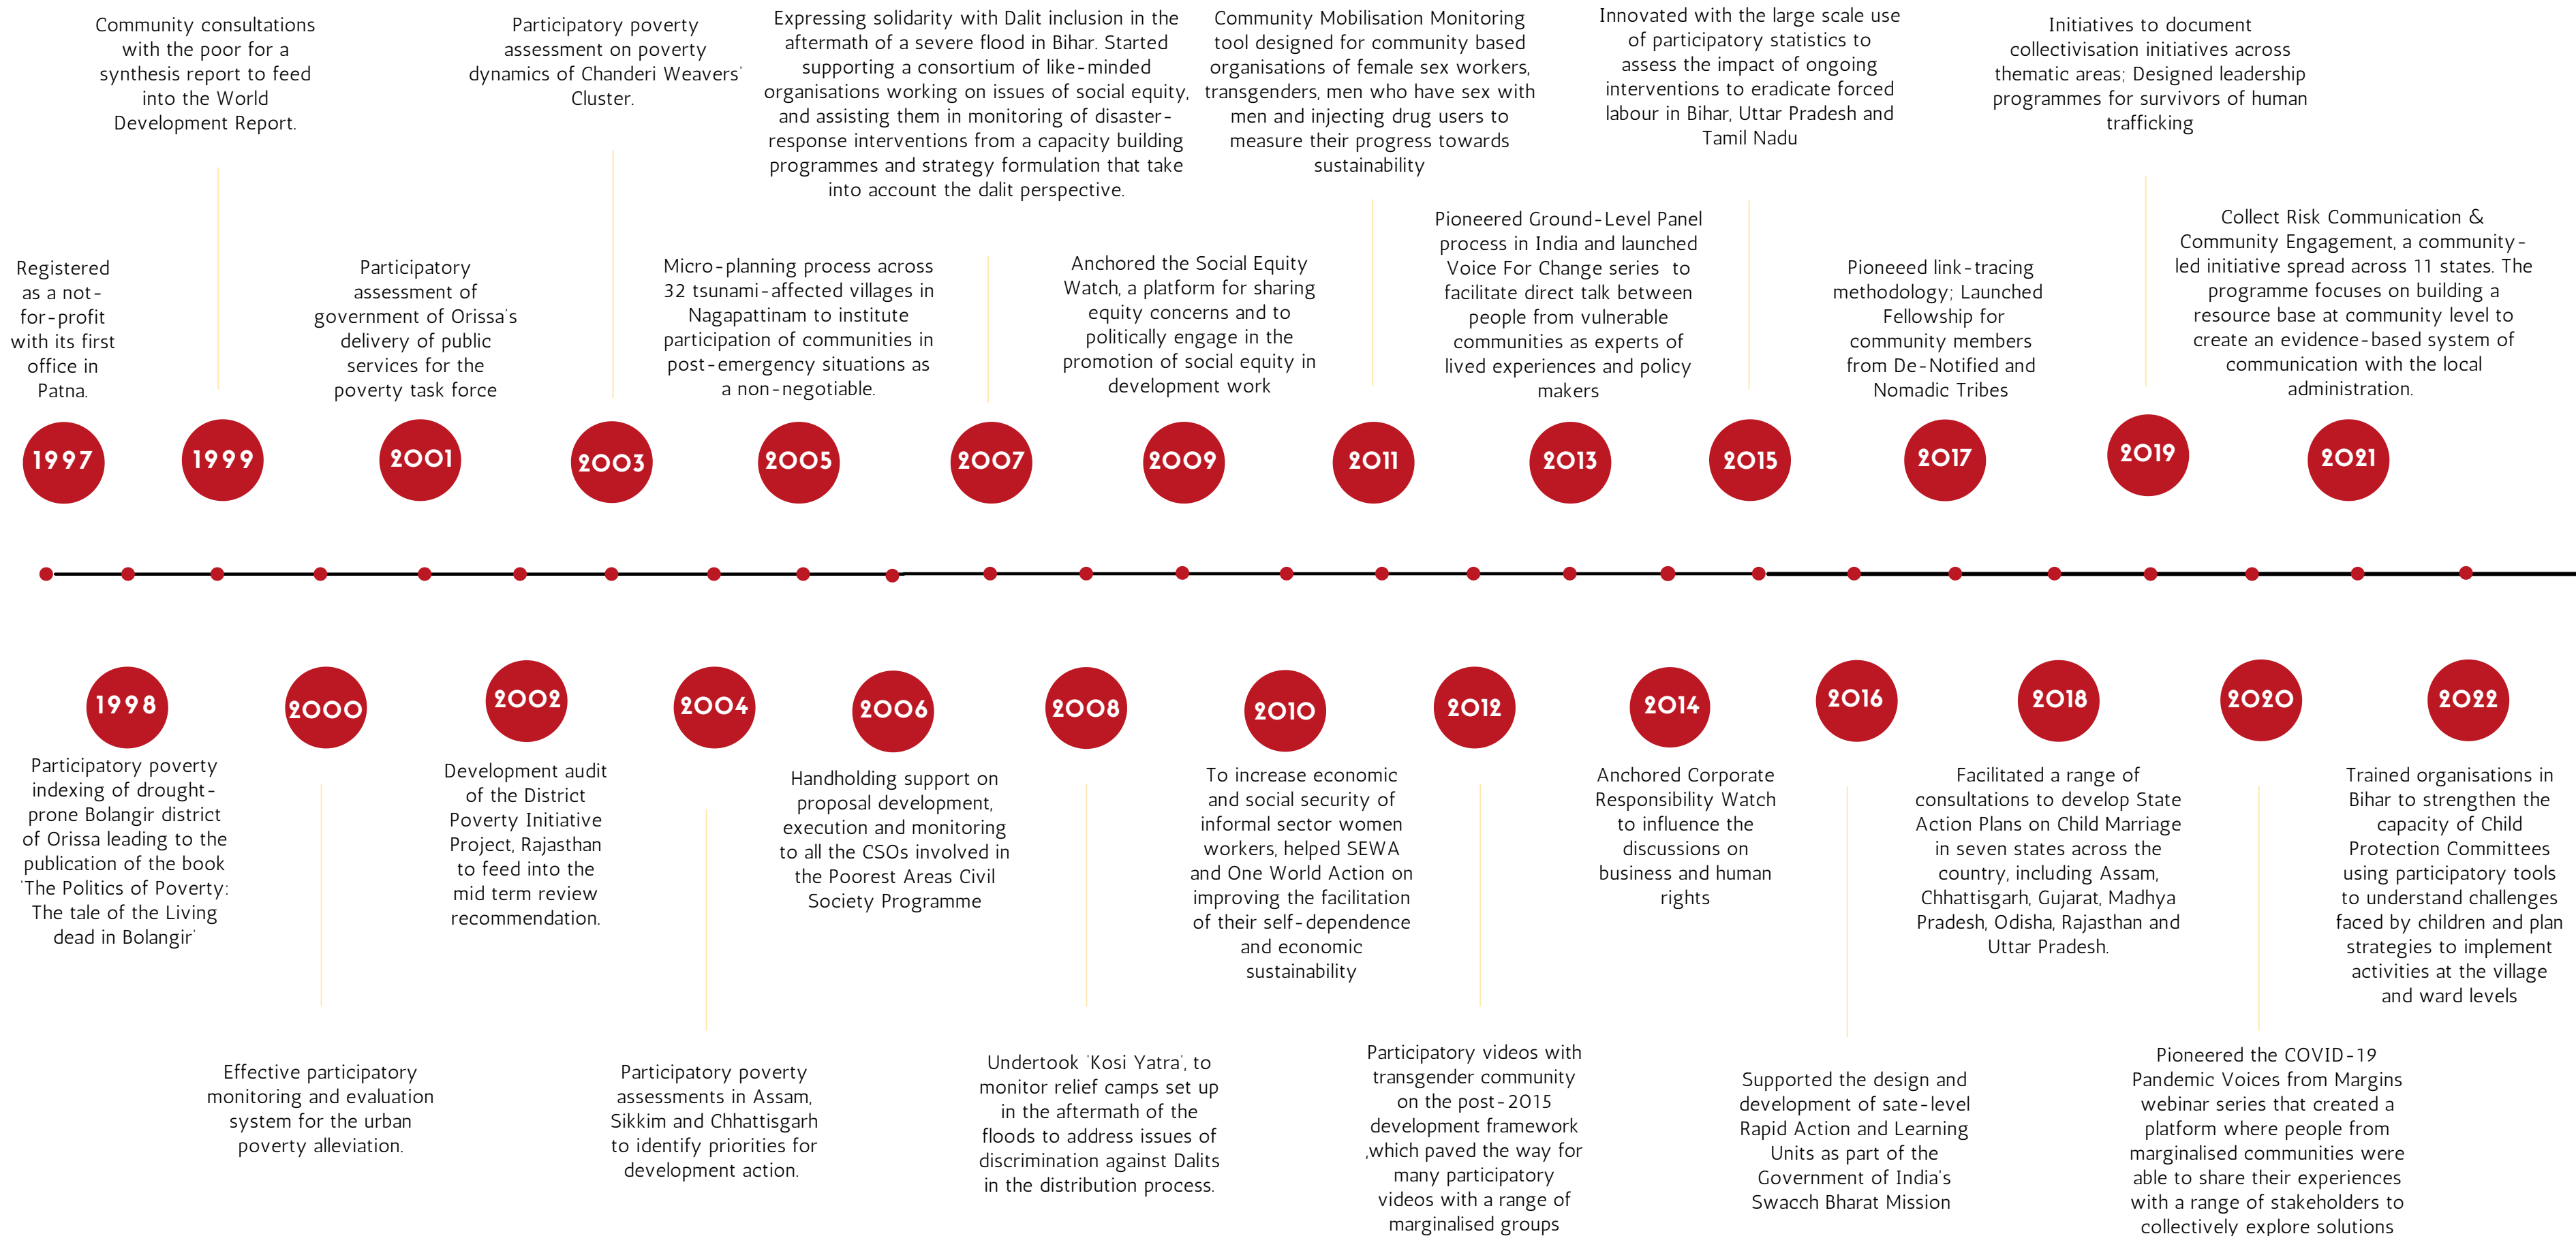 Community consultations
with the poor for a
synthesis report to feed
into the World
Development Report.
Participatory poverty
assessment on poverty
dynamics of Chanderi Weavers'
Cluster.
Expressing solidarity with Dalit inclusion in the
aftermath of a severe flood in Bihar. Started
supporting a consortium of like-minded
organisations working on issues of social equity,
and assisting them in monitoring of disaster-
response interventions from a capacity building
programmes and strategy formulation that take
into account the dalit perspective.
Community Mobilisation Monitoring
tool designed for community based
organisations of female sex workers,
transgenders, men who have sex with
men and injecting drug users to
measure their progress towards
sustainability
Innovated with the large scale use
of participatory statistics to
assess the impact of ongoing
interventions to eradicate forced
labour in Bihar, Uttar Pradesh and
Tamil Nadu
Initiatives to document
collectivisation initiatives across
thematic areas; Designed leadership
programmes for survivors of human
trafficking
Registered
as a not-
for-profit
with its first
office in
Patna.
Participatory
assessment of
government of Orissa's
delivery of public
services for the
poverty task force
Micro-planning process across
32 tsunami-affected villages in
Nagapattinam to institute
participation of communities in
post-emergency situations as
a non-negotiable.
Anchored the Social Equity
Watch, a platform for sharing
equity concerns and to
politically engage in the
promotion of social equity in
development work
Pioneered Ground-Level Panel
process in India and launched
Voice For Change series to
facilitate direct talk between
people from vulnerable
communities as experts of
lived experiences and policy
makers
Pioneeed link-tracing
methodology; Launched
Fellowship for
community members
from De-Notified and
Nomadic Tribes
Collect Risk Communication &
Community Engagement, a community-
led initiative spread across 11 states. The
programme focuses on building a
resource base at community level to
create an evidence-based system of
communication with the local
administration.
1997
1999
2001
2003
2005
2007
2009
2011
2013
2015
2017
2019
2021
1998
2000
2002
2004
2006
2008
2010
2012
2014
2016
2018
2020
2022
Participatory poverty
indexing of drought-
prone Bolangir district
of Orissa leading to the
publication of the book
'The Politics of Poverty:
The tale of the Living
dead in Bolangir'
Development audit
of the District
Poverty Initiative
Project, Rajasthan
to feed into the
mid term review
recommendation.
Handholding support on
proposal development,
execution and monitoring
to all the CSOs involved in
the Poorest Areas Civil
Society Programme
To increase economic
and social security of
informal sector women
workers, helped SEWA
and One World Action on
improving the facilitation
of their self-dependence
and economic
sustainability
Anchored Corporate
Responsibility Watch
to influence the
discussions on
business and human
rights
Facilitated a range of
consultations to develop State
Action Plans on Child Marriage
in seven states across the
country, including Assam,
Chhattisgarh, Gujarat, Madhya
Pradesh, Odisha, Rajasthan and
Uttar Pradesh.
Trained organisations in
Bihar to strengthen the
capacity of Child
Protection Committees
using participatory tools
to understand challenges
faced by children and plan
strategies to implement
activities at the village
and ward levels
Effective participatory
monitoring and evaluation
system for the urban
poverty alleviation.
Participatory poverty
assessments in Assam,
Sikkim and Chhattisgarh
to identify priorities for
development action.
Undertook 'Kosi Yatra', to
monitor relief camps set up
in the aftermath of the
floods to address issues of
discrimination against Dalits
in the distribution process.
Participatory videos with
transgender community
on the post-2015
development framework
,which paved the way for
many participatory
videos with a range of
marginalised groups
Supported the design and
development of sate-level
Rapid Action and Learning
Units as part of the
Government of India's
Swacch Bharat Mission
Pioneered the COVID-19
Pandemic Voices from Margins
webinar series that created a
platform where people from
marginalised communities were
able to share their experiences
with a range of stakeholders to
collectively explore solutions